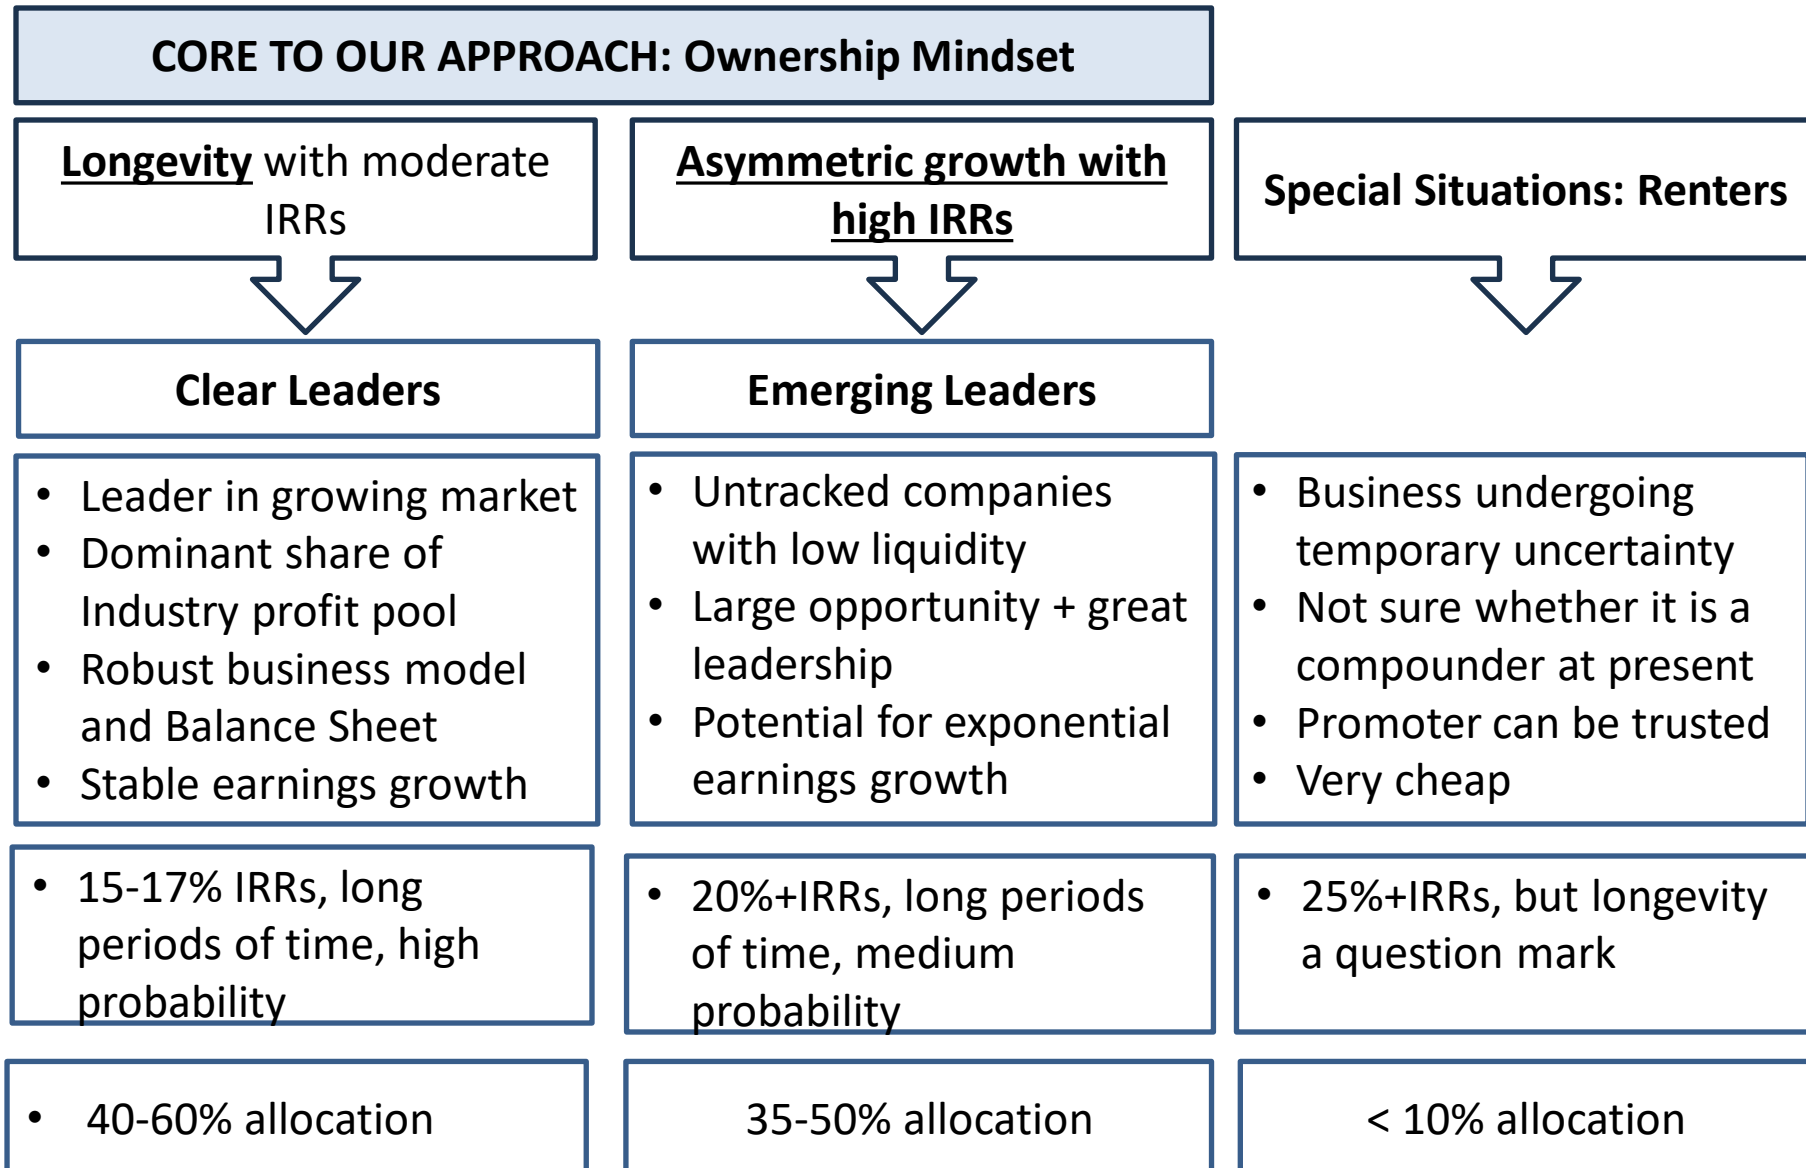 CORE TO OUR APPROACH: Ownership Mindset
Longevity with moderate
IRRs
Asymmetric growth with
high IRRs
Special Situations: Renters
Clear Leaders
Emerging Leaders
• Leader in growing market
• Dominant share of
Industry profit pool
• Robust business model
and Balance Sheet
• Stable earnings growth
• Untracked companies
with low liquidity
• Large opportunity + great
leadership
• Potential for exponential
earnings growth
• Business undergoing
temporary uncertainty
• Not sure whether it is a
compounder at present
• Promoter can be trusted
• Very cheap
• 15-17% IRRs, long
periods of time, high
probability
• 20%+IRRs, long periods
of time, medium
probability
• 25%+IRRs, but longevity
a question mark
• 40-60% allocation
35-50% allocation
< 10% allocation